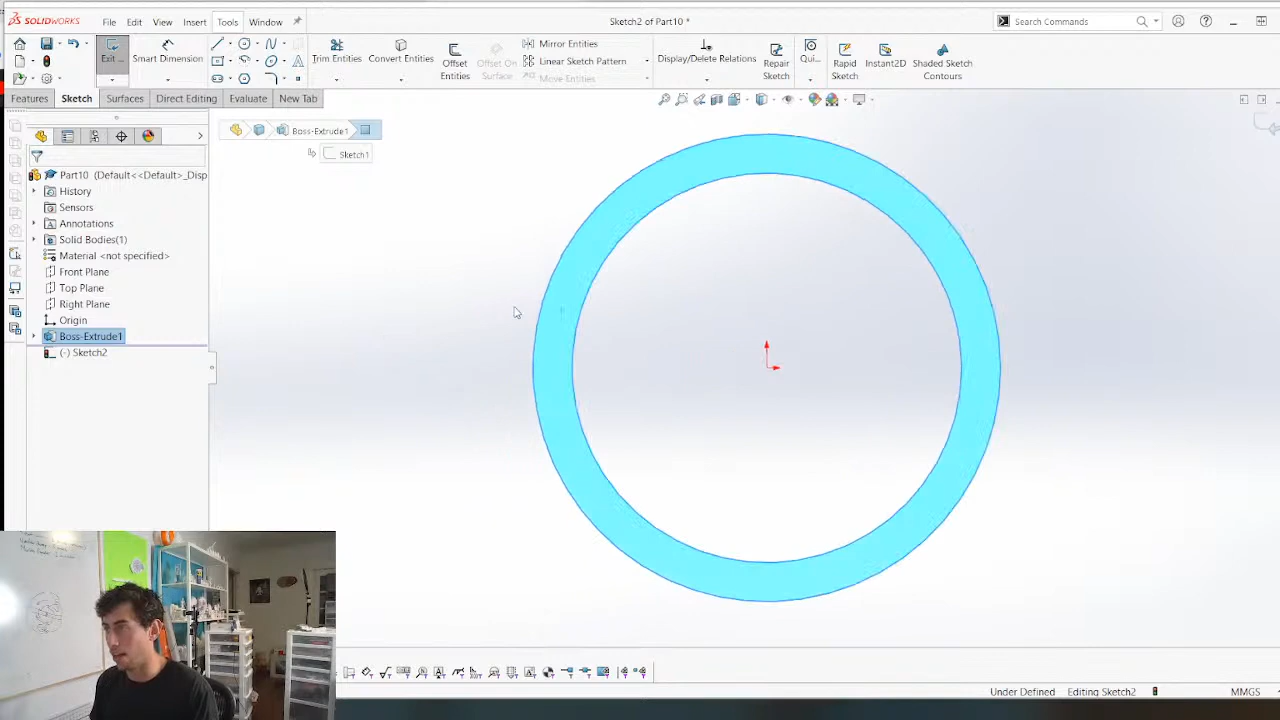 SOLIDWORKS File Edit View Insert Tools Window Sketch2 of Part10 * Search Commands
Exit ... Smart Dimension Trim Entities Convert Entities Offset Entities Offset On Surface Mirror Entities Linear Sketch Pattern Move Entities Display/Delete Relations Repair Sketch Qui... Rapid Sketch Instant2D Shaded Sketch Contours
Features Sketch Surfaces Direct Editing Evaluate New Tab
Boss-Extrude1
Sketch1
Part10 (Default<<Default>_Disp
History
Sensors
Annotations
Solid Bodies(1)
Material <not specified>
Front Plane
Top Plane
Right Plane
Origin
Boss-Extrude1
(-) Sketch2
Under Defined Editing Sketch2 MMGS